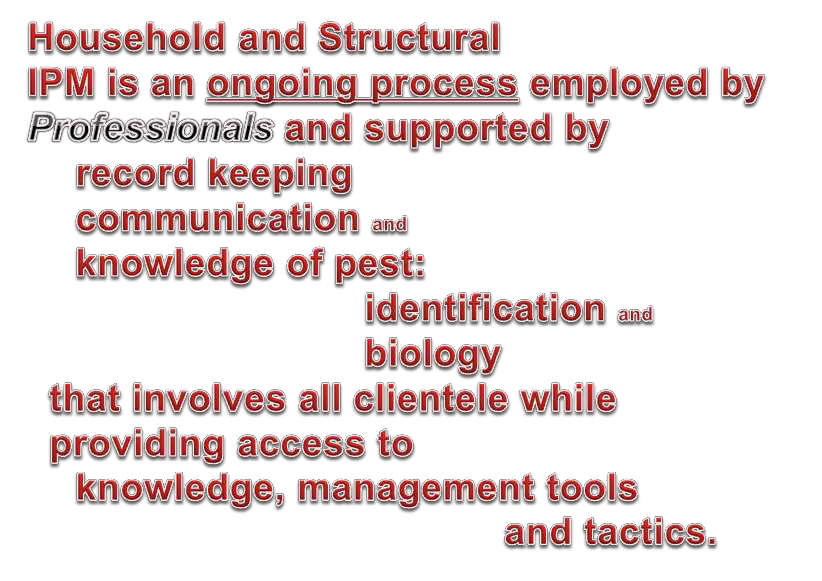 Household and Structural
IPM is an ongoing process employed by
Professionals and supported by
record keeping
communication and
knowledge of pest:
identification and
biology
that involves all clientele while
providing access to
knowledge, management tools
and tactics.